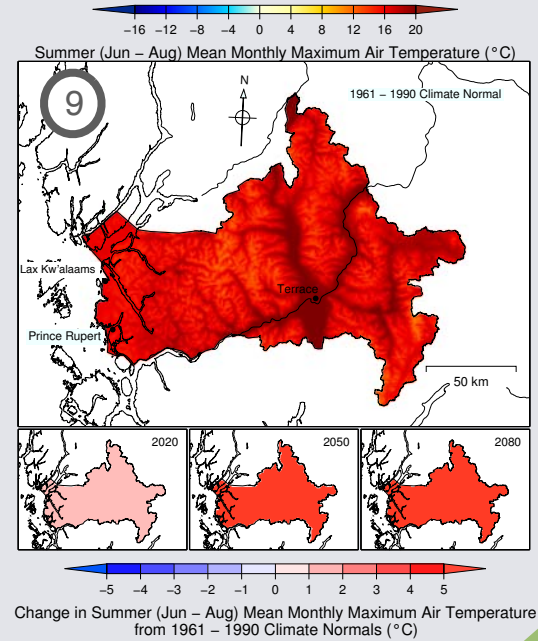 −16 −12 −8 −4 0 4 8 12 16 20
Summer (Jun − Aug) Mean Monthly Maximum Air Temperature (°C)
9
N
1961 − 1990 Climate Normal
Lax Kw'alaams
Terrace
Prince Rupert
50 km
2020 2050 2080
−5 −4 −3 −2 −1 0 1 2 3 4 5
Change in Summer (Jun − Aug) Mean Monthly Maximum Air Temperature
from 1961 − 1990 Climate Normals (°C)